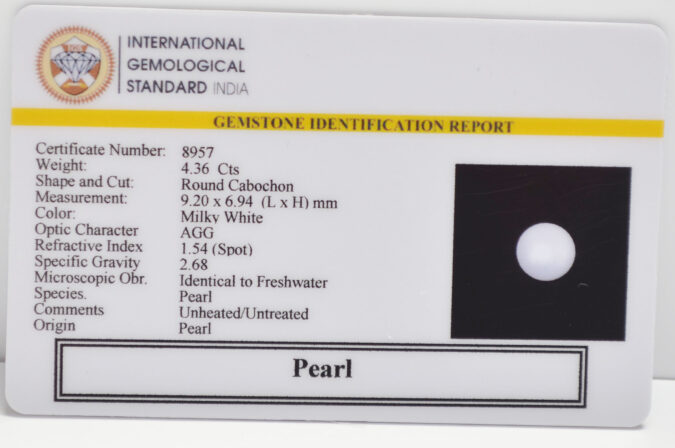 IGS
INTERNATIONAL
GEMOLOGICAL
STANDARD INDIA
GEMSTONE IDENTIFICATION REPORT
Certificate Number: 8957
Weight: 4.36 Cts
Shape and Cut: Round Cabochon
Measurement: 9.20 x 6.94 (L x H) mm
Color: Milky White
Optic Character AGG
Refractive Index 1.54 (Spot)
Specific Gravity 2.68
Microscopic Obr. Identical to Freshwater
Species. Pearl
Comments Unheated/Untreated
Origin Pearl
Pearl